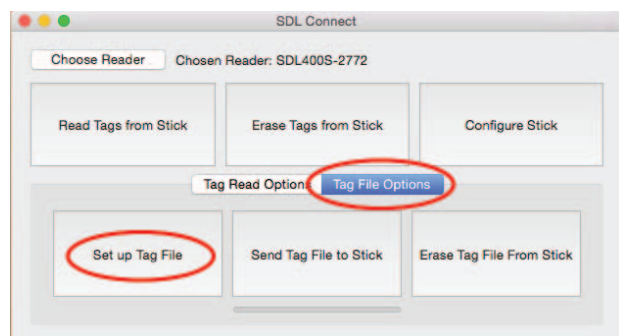 SDL Connect
Choose Reader Chosen Reader: SDL400S-2772
Read Tags from Stick Erase Tags from Stick Configure Stick
Tag Read Options Tag File Options
Set up Tag File Send Tag File to Stick Erase Tag File From Stick